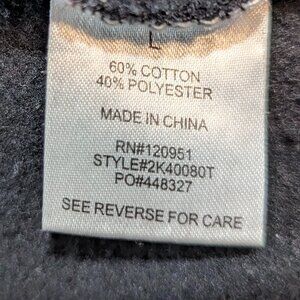 L
60% COTTON
40% POLYESTER
MADE IN CHINA
RN#120951
STYLE#2K40080T
PO#448327
SEE REVERSE FOR CARE